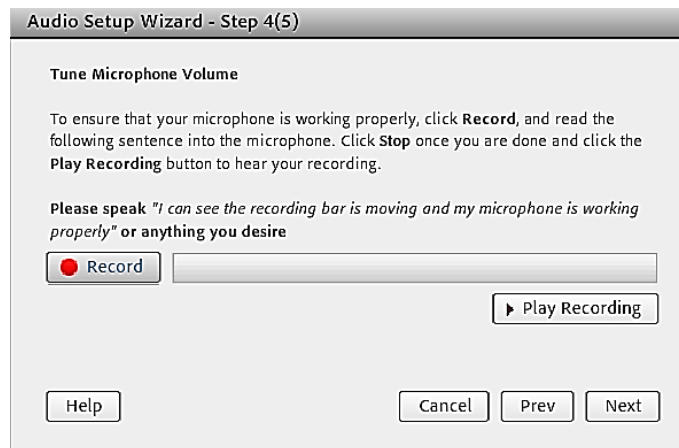 Audio Setup Wizard - Step 4(5)
Tune Microphone Volume
To ensure that your microphone is working properly, click Record, and read the
following sentence into the microphone. Click Stop once you are done and click the
Play Recording button to hear your recording.
Please speak "I can see the recording bar is moving and my microphone is working
properly" or anything you desire
Record
Play Recording
Help
Cancel
Prev
Next